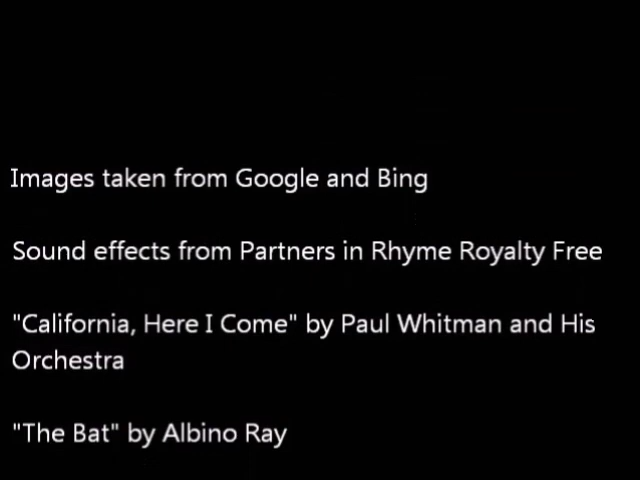 Images taken from Google and Bing
Sound effects from Partners in Rhyme Royalty Free
"California, Here I Come" by Paul Whitman and His
Orchestra
"The Bat" by Albino Ray